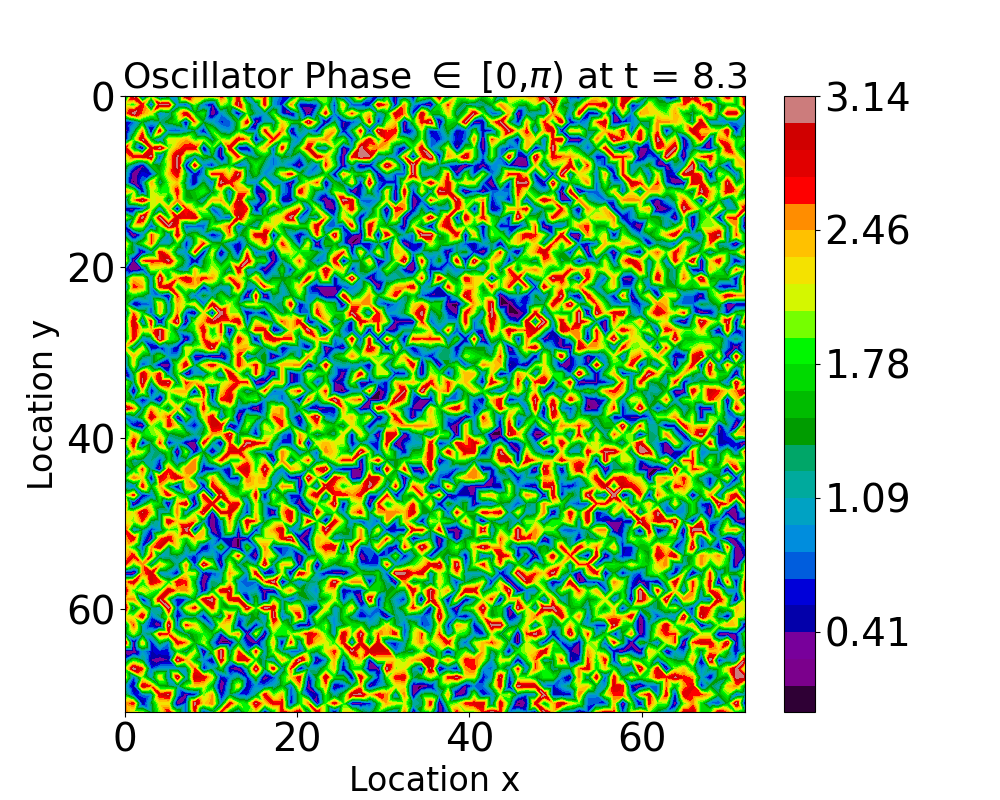 Oscillator Phase ∈ [0,π) at t = 8.3
0
20
40
60
Location y
0 20 40 60
Location x
3.14
2.46
1.78
1.09
0.41